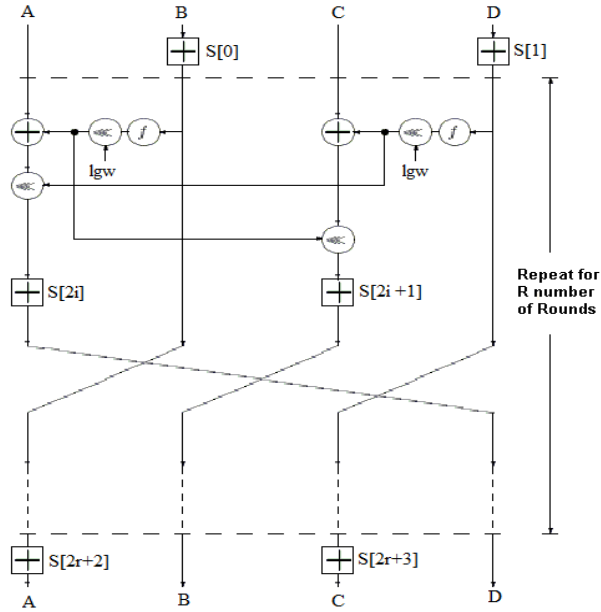 A B C D
S[0] S[1]
≪ f ≪ f
lgw lgw
≪
≪
S[2i] S[2i +1]
Repeat for
R number
of Rounds
S[2r+2] S[2r+3]
A B C D